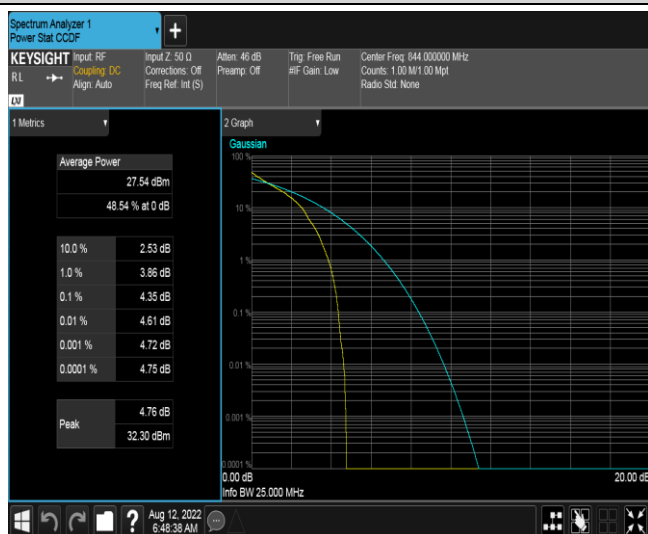 Spectrum Analyzer 1
Power Stat CCDF
+
KEYSIGHT
RL
LXI
Input: RF
Coupling: DC
Align: Auto
Input Z: 50 Ω
Corrections: Off
Freq Ref: Int (S)
Atten: 46 dB
Preamp: Off
Trig: Free Run
#IF Gain: Low
Center Freq: 844.000000 MHz
Counts: 1.00 M/1.00 Mpt
Radio Std: None
1 Metrics
Average Power
27.54 dBm
48.54 % at 0 dB
10.0 % 2.53 dB
1.0 % 3.86 dB
0.1 % 4.35 dB
0.01 % 4.61 dB
0.001 % 4.72 dB
0.0001 % 4.75 dB
Peak 4.76 dB
32.30 dBm
2 Graph
Gaussian
100 %
10 %
1 %
0.1 %
0.01 %
0.001 %
0.0001 %
0.00 dB 20.00 dB
Info BW 25.000 MHz
?
Aug 12, 2022
6:48:38 AM